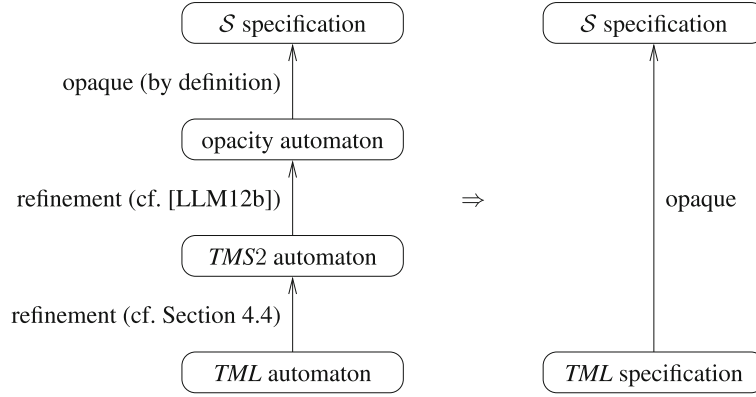 𝒮 specification
𝒮 specification
opaque (by definition)
opacity automaton
refinement (cf. [LLM12b])
⇒
opaque
TMS2 automaton
refinement (cf. Section 4.4)
TML automaton
TML specification